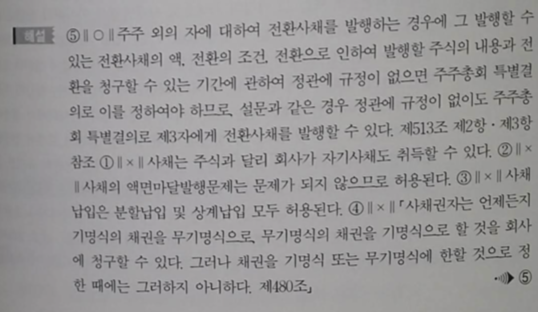 해설 ⑤∥○∥주주 외의 자에 대하여 전환사채를 발행하는 경우에 그 발행할 수
있는 전환사채의 액, 전환의 조건, 전환으로 인하여 발행할 주식의 내용과 전
환을 청구할 수 있는 기간에 관하여 정관에 규정이 없으면 주주총회 특별결
의로 이를 정하여야 하므로, 설문과 같은 경우 정관에 규정이 없이도 주주총
회 특별결의로 제3자에게 전환사채를 발행할 수 있다. 제513조 제2항·제3항
참조 ①∥×∥사채는 주식과 달리 회사가 자기사채도 취득할 수 있다. ②∥×
∥사채의 액면미달발행문제는 문제가 되지 않으므로 허용된다. ③∥×∥사채
납입은 분할납입 및 상계납입 모두 허용된다. ④∥×∥「사채권자는 언제든지
기명식의 채권을 무기명식으로, 무기명식의 채권을 기명식으로 할 것을 회사
에 청구할 수 있다. 그러나 채권을 기명식 또는 무기명식에 한할 것으로 정
한 때에는 그러하지 아니하다. 제480조」 ⑤